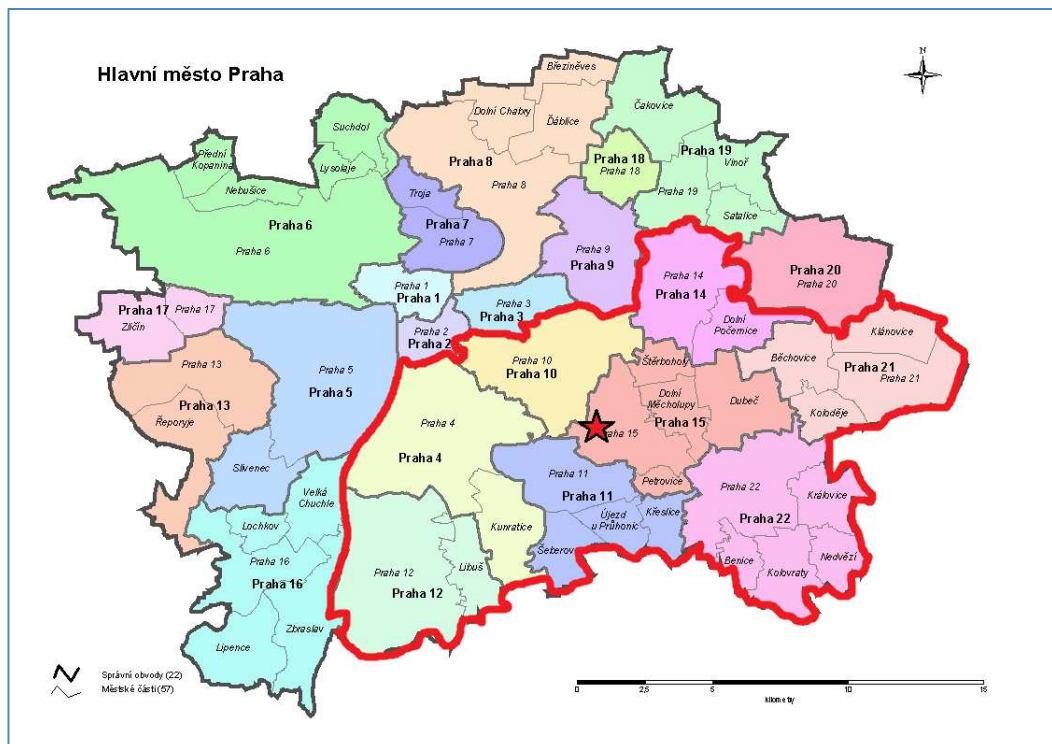 Hlavní město Praha
N
Březiněves
Dolní Chabry
Ďáblice
Čakovice
Suchdol
Přední
Kopanina
Lysolaje
Nebušice
Praha 8
Praha 8
Praha 18
Praha 18
Praha 19
Vinoř
Praha 19
Satalice
Troja
Praha 7
Praha 7
Praha 6
Praha 6
Praha 9
Praha 9
Praha 14
Praha 14
Praha 20
Praha 20
Praha 1
Praha 1
Praha 3
Praha 3
Praha 2
Praha 2
Praha 17
Praha 17
Zličín
Dolní
Počernice
Klánovice
Běchovice
Praha 21
Praha 21
Koloděje
Praha 10
Praha 10
Štěrboholy
Dolní
Měcholupy
Dubeč
Praha 15
Praha 15
Petrovice
Praha 13
Praha 13
Řeporyje
Praha 5
Praha 5
Slivenec
Praha 4
Praha 4
Kunratice
Praha 11
Praha 11
Újezd
u Průhonic
Křeslice
Šeberov
Praha 22
Praha 22
Královice
Nedvězí
Benice
Kolovraty
Velká
Chuchle
Lochkov
Praha 16
Praha 16
Zbraslav
Lipence
Praha 12
Praha 12
Libuš
Správní obvody (22)
Městské části (57)
0 2,5 5 10 15
kilometry